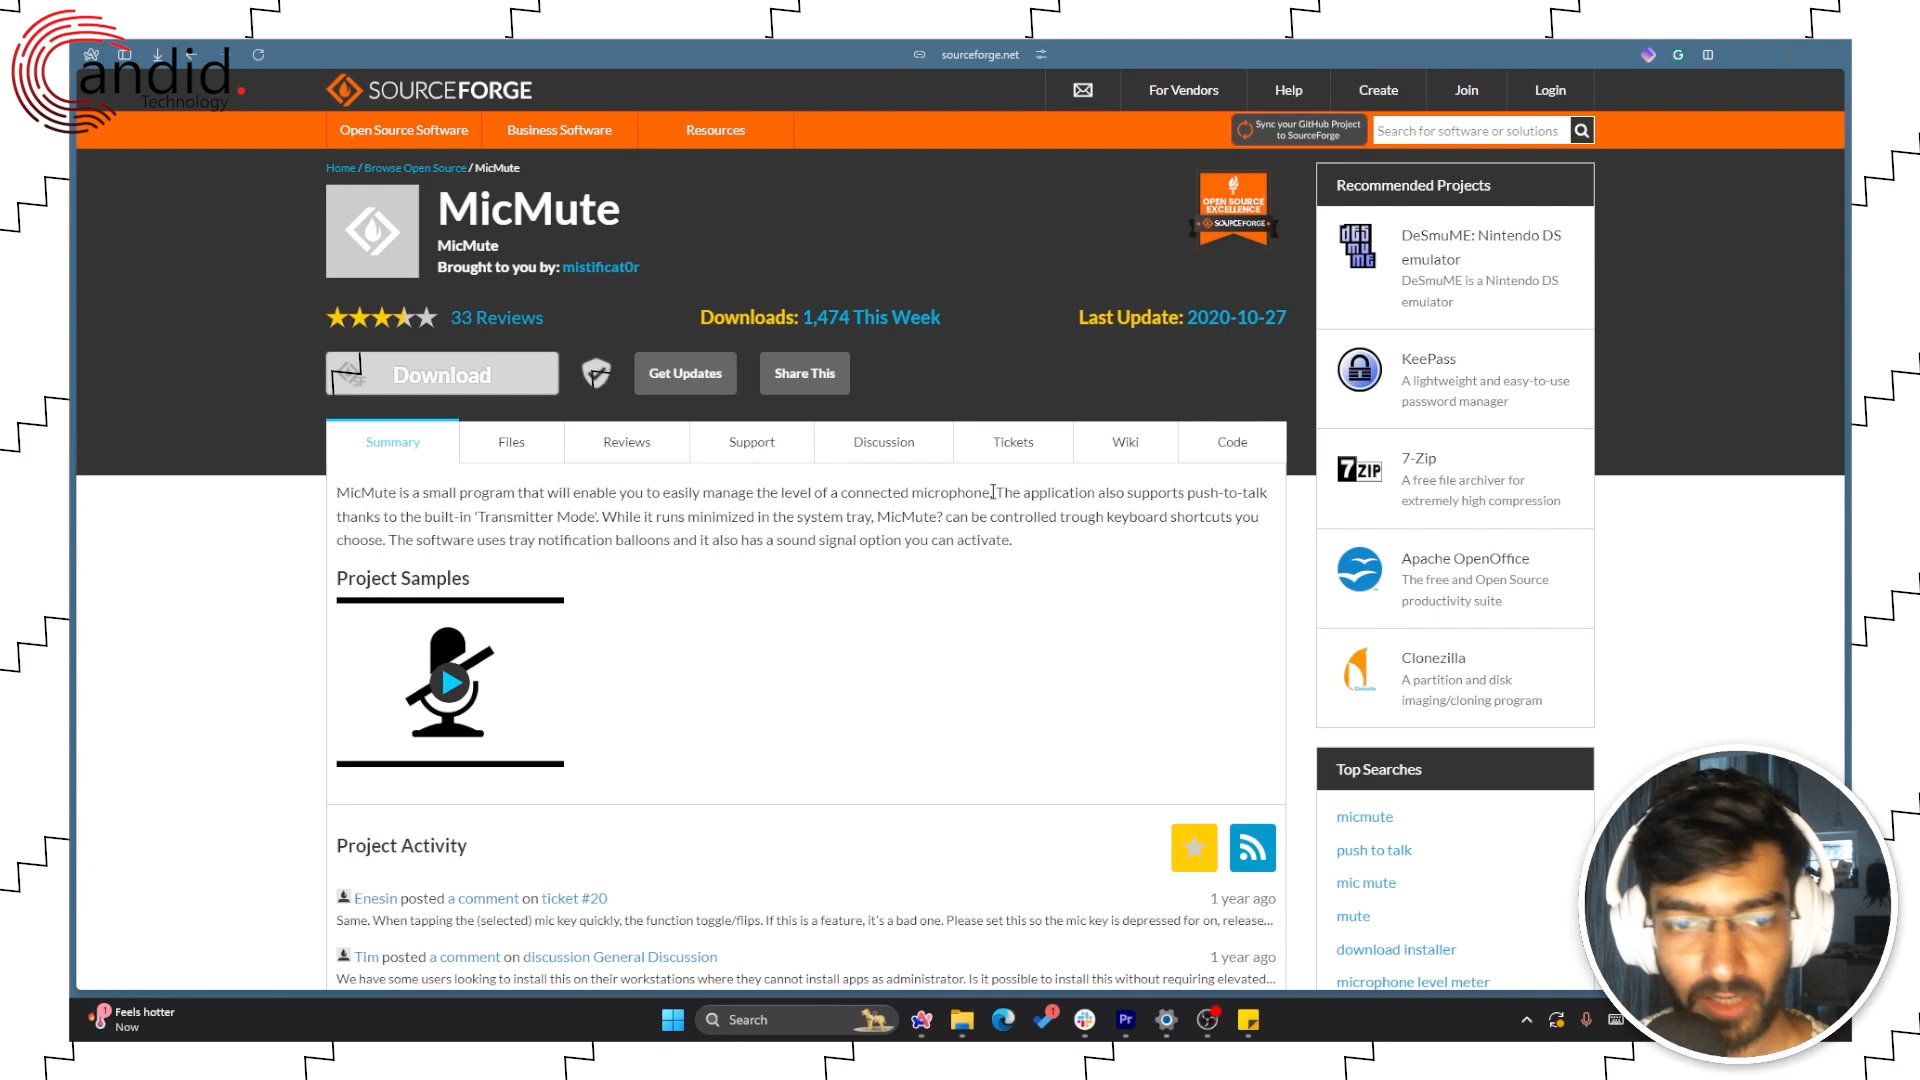 Candid.
Technology
sourceforge.net
SOURCEFORGE
For Vendors
Help
Create
Join
Login
Open Source Software
Business Software
Resources
Sync your GitHub Project
to SourceForge
Search for software or solutions
Home / Browse Open Source / MicMute
MicMute
MicMute
Brought to you by: mistificat0r
OPEN SOURCE
EXCELLENCE
SOURCEFORGE
33 Reviews
Downloads: 1,474 This Week
Last Update: 2020-10-27
Download
Get Updates
Share This
Summary
Files
Reviews
Support
Discussion
Tickets
Wiki
Code
MicMute is a small program that will enable you to easily manage the level of a connected microphone. The application also supports push-to-talk
thanks to the built-in 'Transmitter Mode'. While it runs minimized in the system tray, MicMute? can be controlled trough keyboard shortcuts you
choose. The software uses tray notification balloons and it also has a sound signal option you can activate.
Project Samples
Project Activity
Enesin posted a comment on ticket #20
1 year ago
Same. When tapping the (selected) mic key quickly, the function toggle/flips. If this is a feature, it's a bad one. Please set this so the mic key is depressed for on, release...
Tim posted a comment on discussion General Discussion
1 year ago
We have some users looking to install this on their workstations where they cannot install apps as administrator. Is it possible to install this without requiring elevated...
Recommended Projects
DeSmuME: Nintendo DS
emulator
DeSmuME is a Nintendo DS
emulator
KeePass
A lightweight and easy-to-use
password manager
7 ZIP
7-Zip
A free file archiver for
extremely high compression
Apache OpenOffice
The free and Open Source
productivity suite
Clonezilla
A partition and disk
imaging/cloning program
Top Searches
micmute
push to talk
mic mute
mute
download installer
microphone level meter
1
Feels hotter
Now
Search
1
Pr